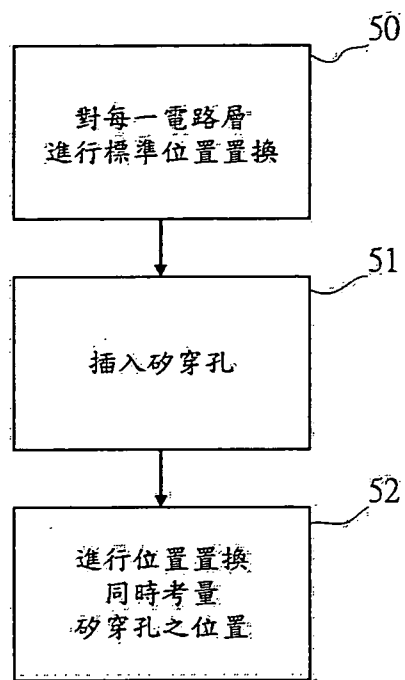 50
對每一電路層
進行標準位置置換
51
插入矽穿孔
52
進行位置置換
同時考量
矽穿孔之位置